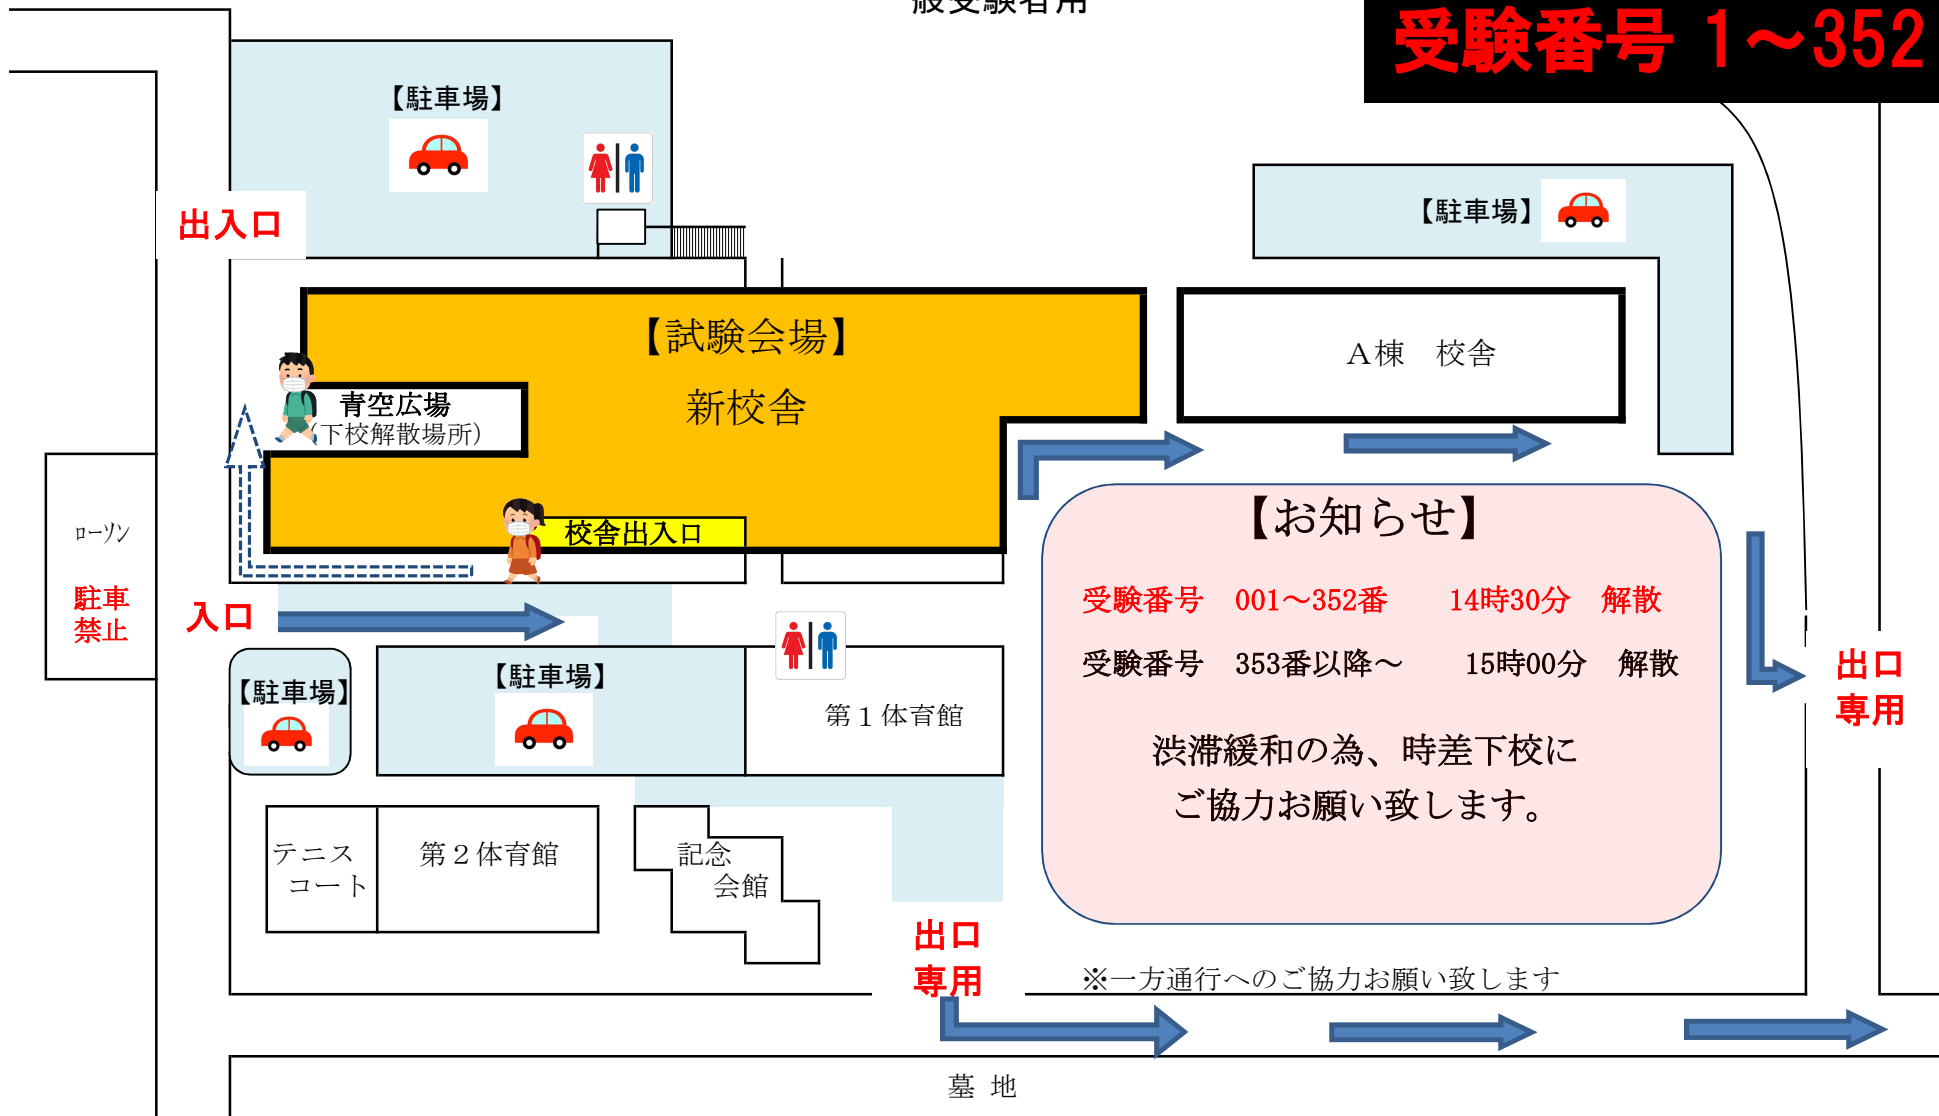 般受験者用
受験番号 1～352
【駐車場】
出入口
【駐車場】
【試験会場】
新校舎
A棟 校舎
青空広場
(下校解散場所)
校舎出入口
ローソン
駐車
禁止
入口
【お知らせ】
受験番号 001～352番 14時30分 解散
受験番号 353番以降～ 15時00分 解散
渋滞緩和の為、時差下校に
ご協力お願い致します。
出口
専用
【駐車場】
【駐車場】
第1体育館
テニス
コート
第2体育館
記念
会館
出口
専用
※一方通行へのご協力お願い致します
墓 地